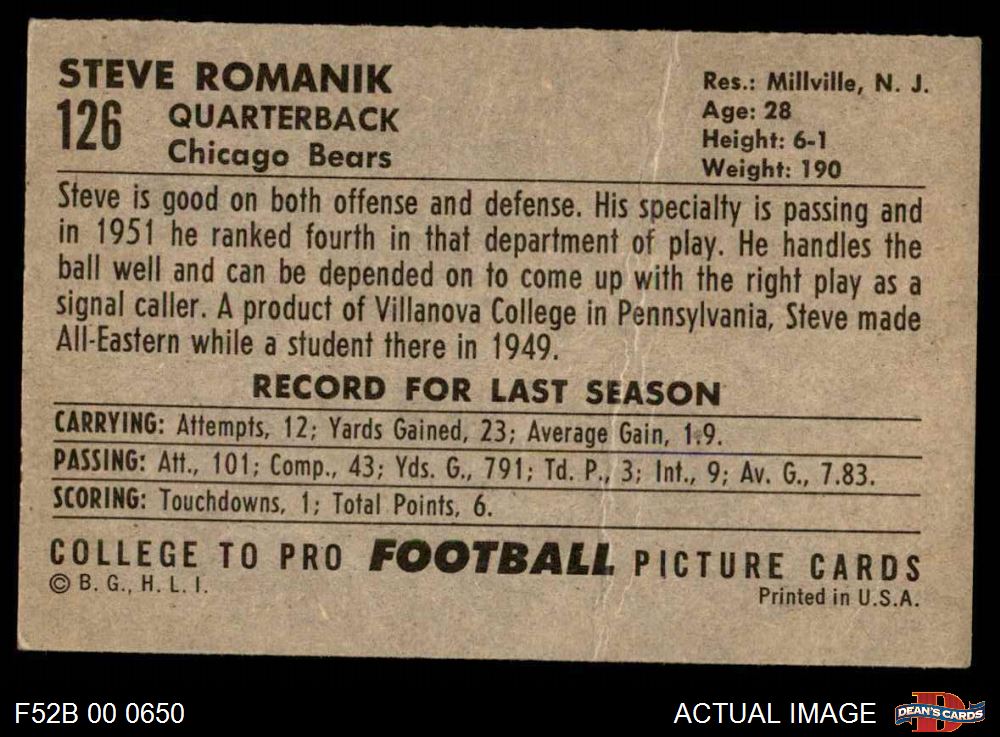 STEVE ROMANIK
126
QUARTERBACK
Chicago Bears
Res.: Millville, N. J.
Age: 28
Height: 6-1
Weight: 190
Steve is good on both offense and defense. His specialty is passing and
in 1951 he ranked fourth in that department of play. He handles the
ball well and can be depended on to come up with the right play as a
signal caller. A product of Villanova College in Pennsylvania, Steve made
All-Eastern while a student there in 1949.
RECORD FOR LAST SEASON
CARRYING: Attempts, 12; Yards Gained, 23; Average Gain, 1.9.
PASSING: Att., 101; Comp., 43; Yds. G., 791; Td. P., 3; Int., 9; Av. G., 7.83.
SCORING: Touchdowns, 1; Total Points, 6.
COLLEGE TO PRO FOOTBALL PICTURE CARDS
© B. G., H. L. I.
Printed in U.S.A.
F52B 00 0650
ACTUAL IMAGE
DEAN'S CARDS